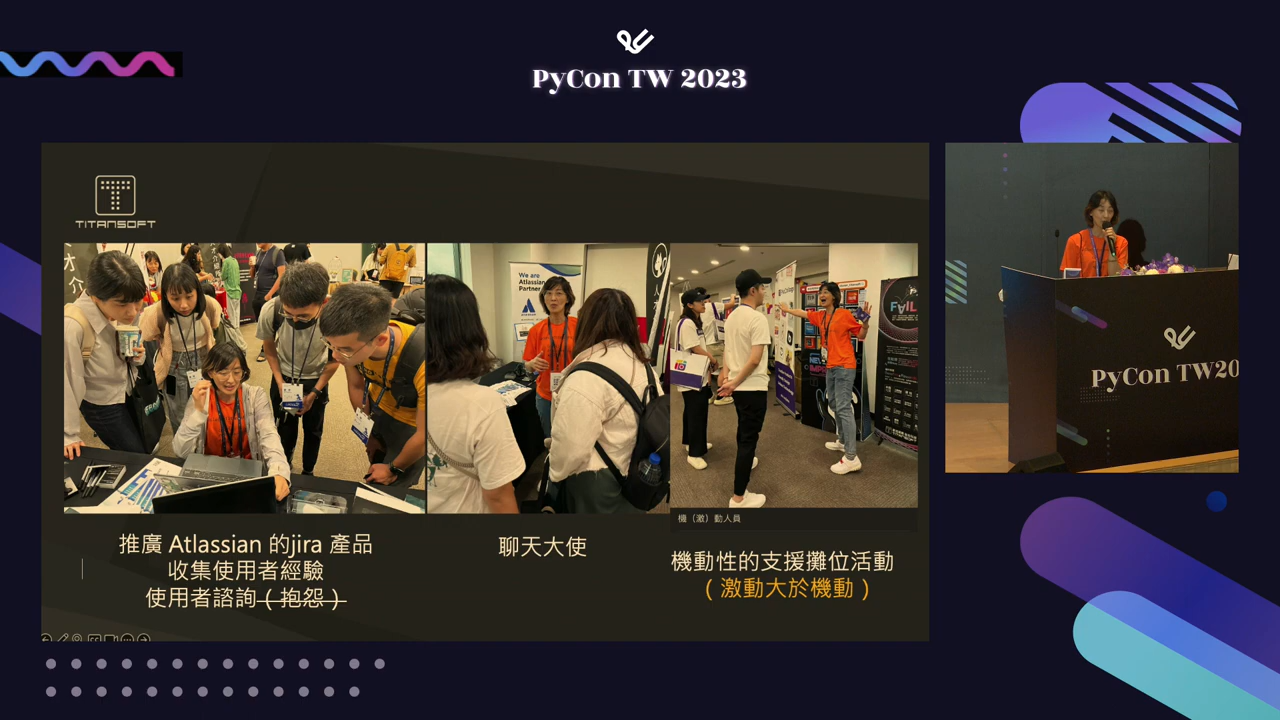 PyCon TW 2023
TITANSOFT
We are
Atlassian
Partner
FAIL
機（激）動人員
推廣 Atlassian 的jira 產品
收集使用者經驗
使用者諮詢（抱怨）
聊天大使
機動性的支援攤位活動
（激動大於機動）
PyCon TW20